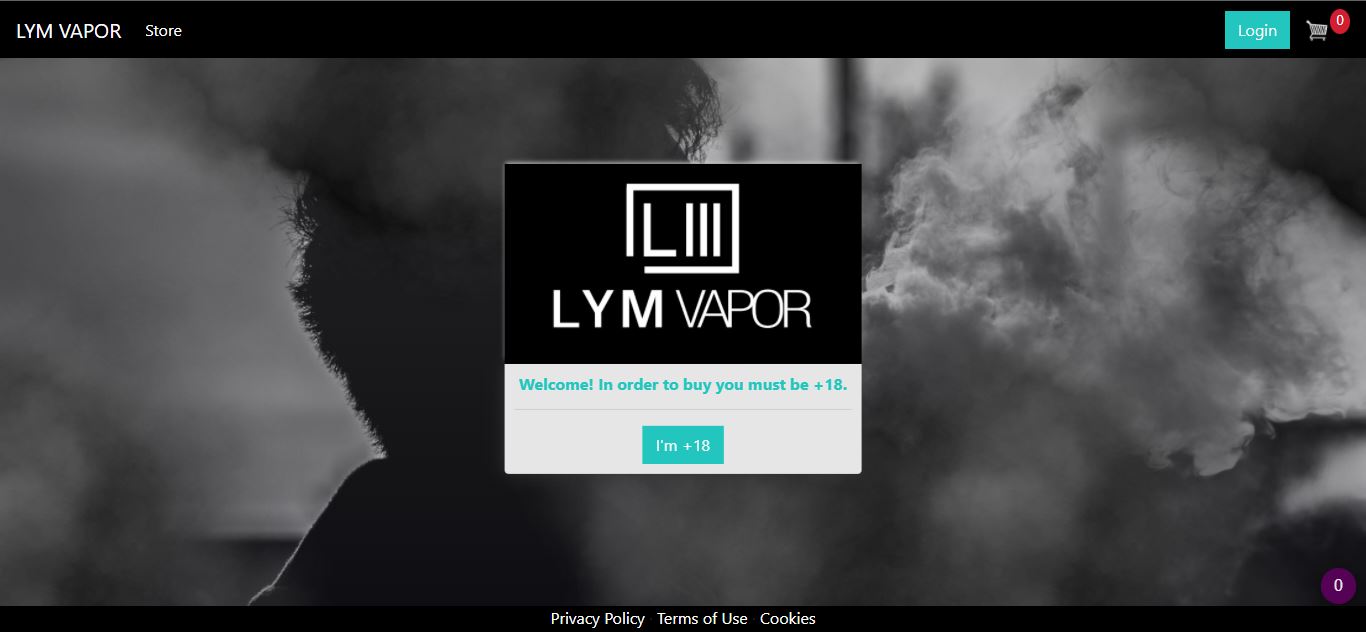 LYM VAPOR Store Login 0
LYM VAPOR
Welcome! In order to buy you must be +18.
I'm +18
0
Privacy Policy Terms of Use Cookies